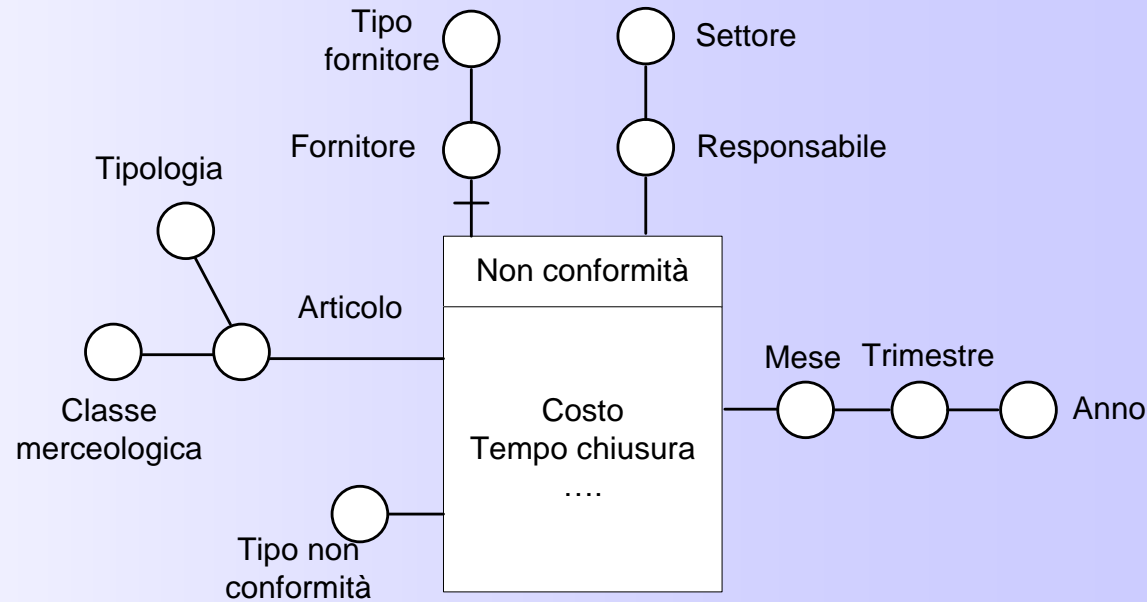 Tipo
fornitore
Settore
Fornitore
Responsabile
Tipologia
Non conformità
Articolo
Mese
Trimestre
Anno
Classe
merceologica
Costo
Tempo chiusura
….
Tipo non
conformità